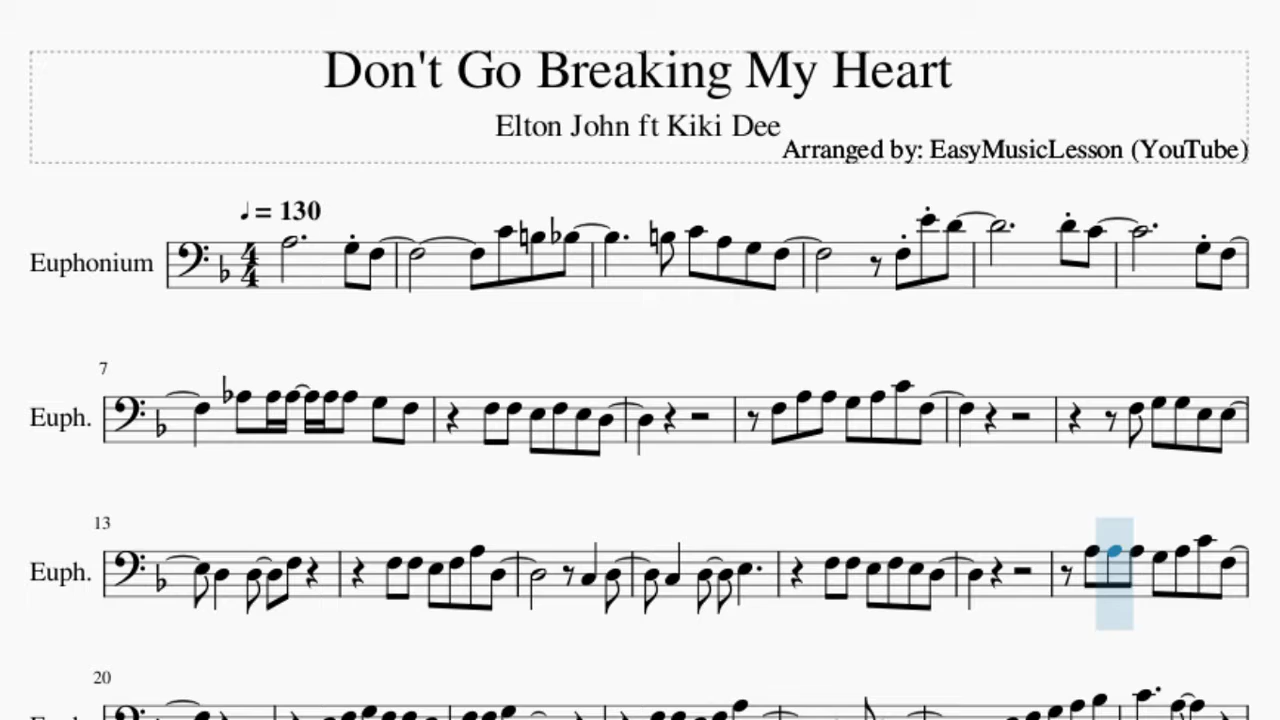 Don't Go Breaking My Heart
Elton John ft Kiki Dee
Arranged by: EasyMusicLesson (YouTube)
♩ = 130
Euphonium
7
Euph.
13
Euph.
20